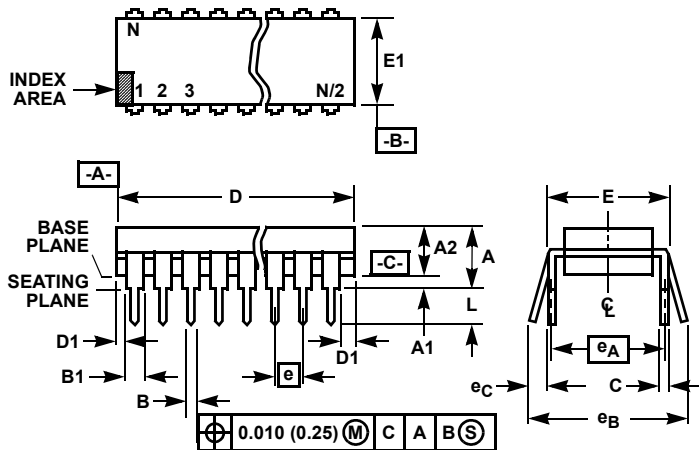 N
E1
INDEX
AREA
1 2 3 N/2
-B-
-A-
D
E
BASE
PLANE
A2
A
-C-
SEATING
PLANE
L
℄
D1
A1
D1
eA
B1
e
eC
C
B
eB
⌖ 0.010 (0.25) Ⓜ C A B Ⓢ